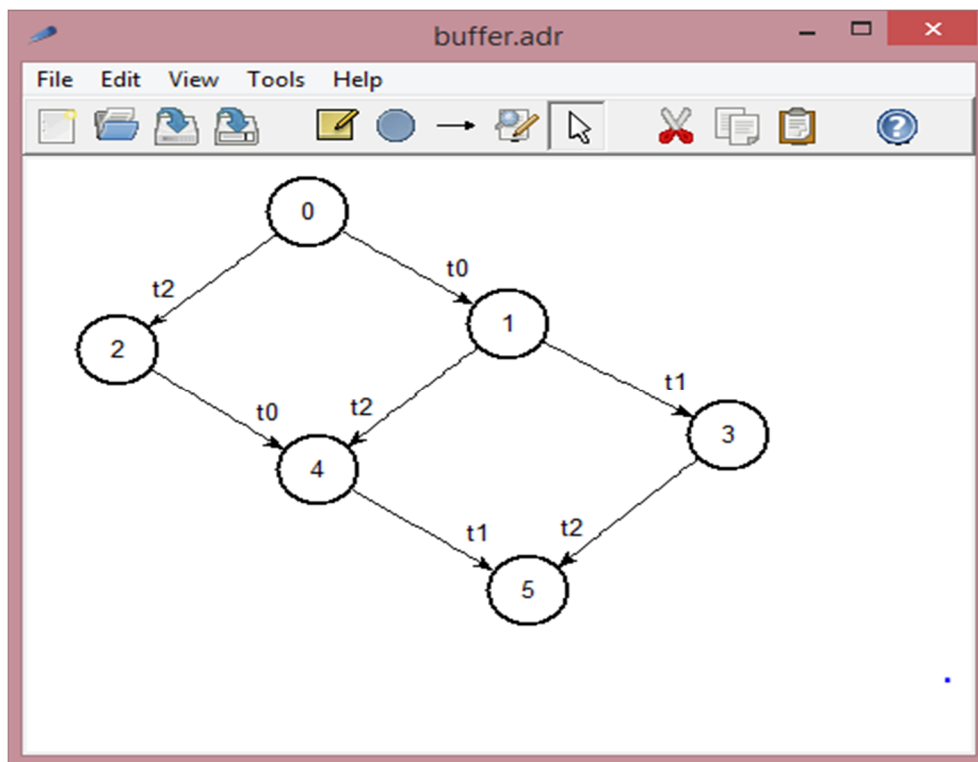 buffer.adr
File Edit View Tools Help
0
t2 t0
2 1
t0 t2 t1
4 3
t1 t2
5